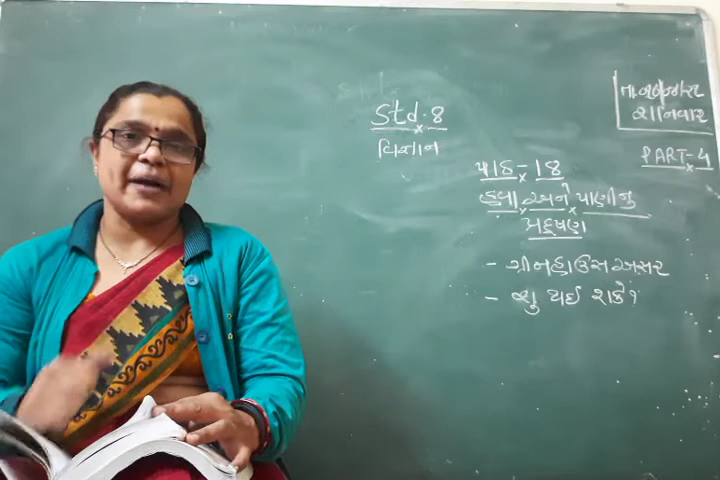 Std. 8
વિજ્ઞાન
શનિવાર
PART-4
પાઠ - 18
હવા અને પાણીનુ
પ્રદૂષણ
- ગ્રીનહાઉસ અસર
- શુ થઈ શકે ?